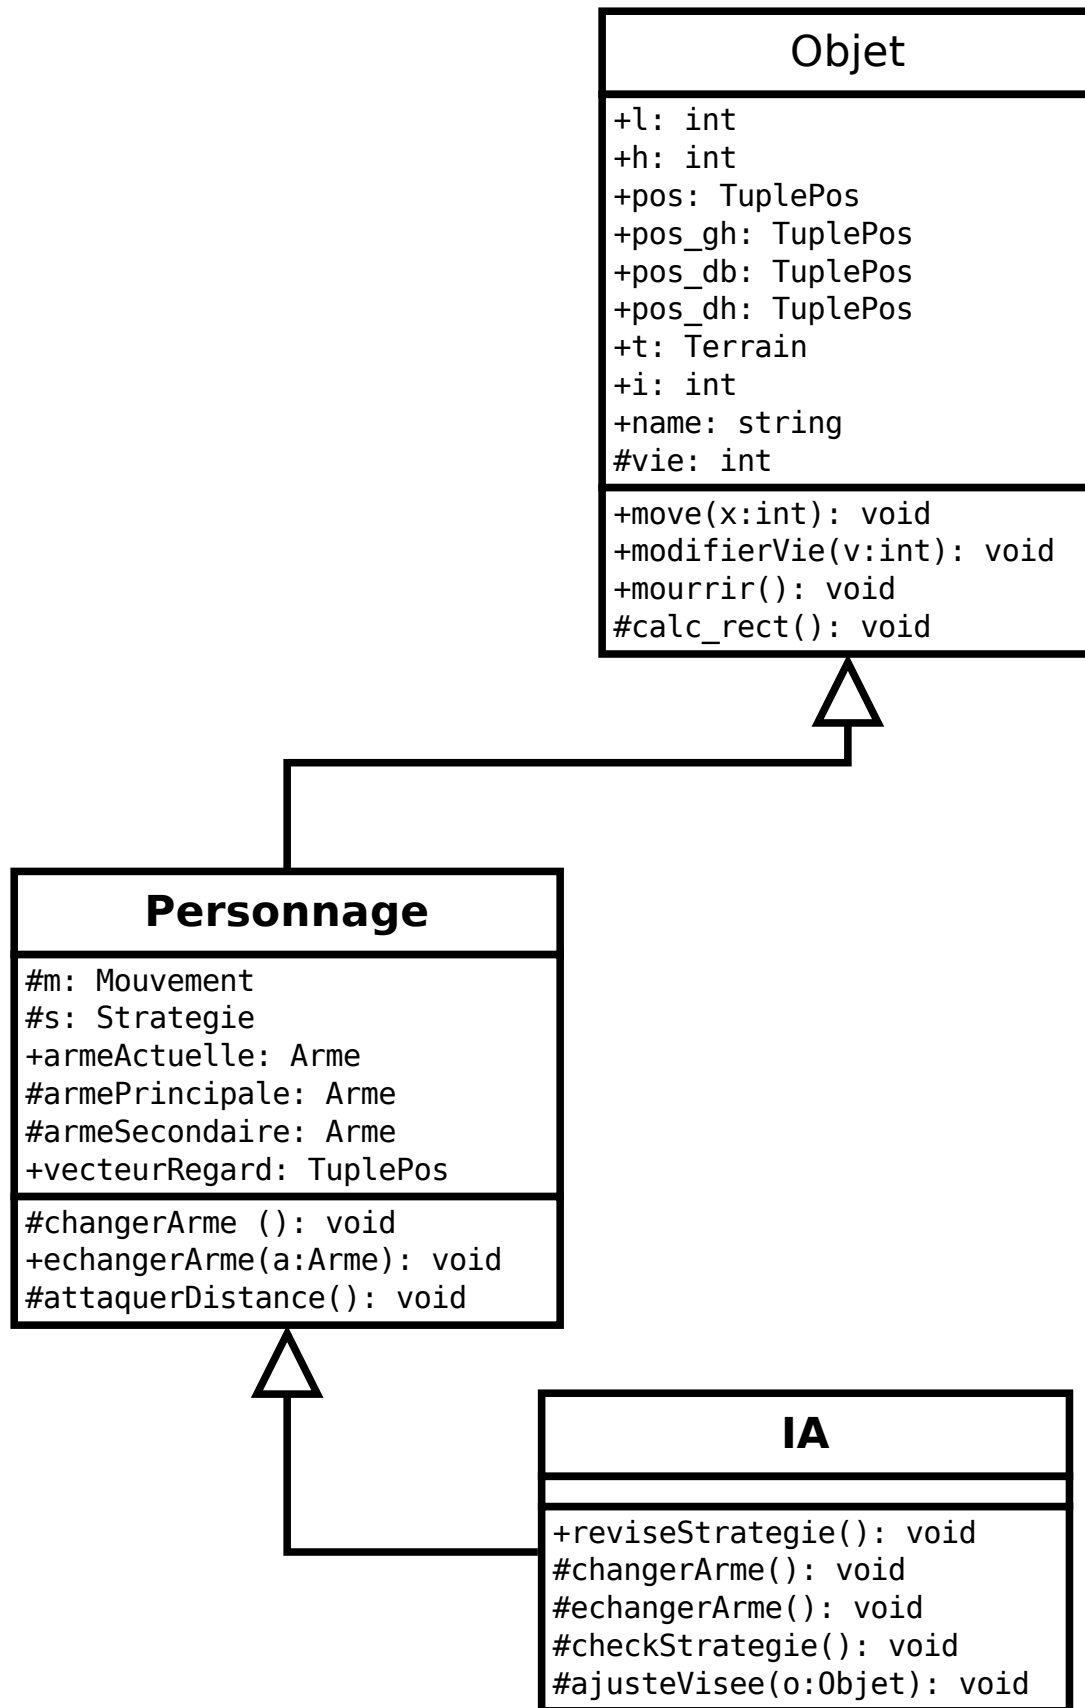 Objet
+l: int
+h: int
+pos: TuplePos
+pos_gh: TuplePos
+pos_db: TuplePos
+pos_dh: TuplePos
+t: Terrain
+i: int
+name: string
#vie: int
+move(x:int): void
+modifierVie(v:int): void
+mourrir(): void
#calc_rect(): void
Personnage
#m: Mouvement
#s: Strategie
+armeActuelle: Arme
#armePrincipale: Arme
#armeSecondaire: Arme
+vecteurRegard: TuplePos
#changerArme (): void
+echangerArme(a:Arme): void
#attaquerDistance(): void
IA
+reviseStrategie(): void
#changerArme(): void
#echangerArme(): void
#checkStrategie(): void
#ajusteVisee(o:Objet): void